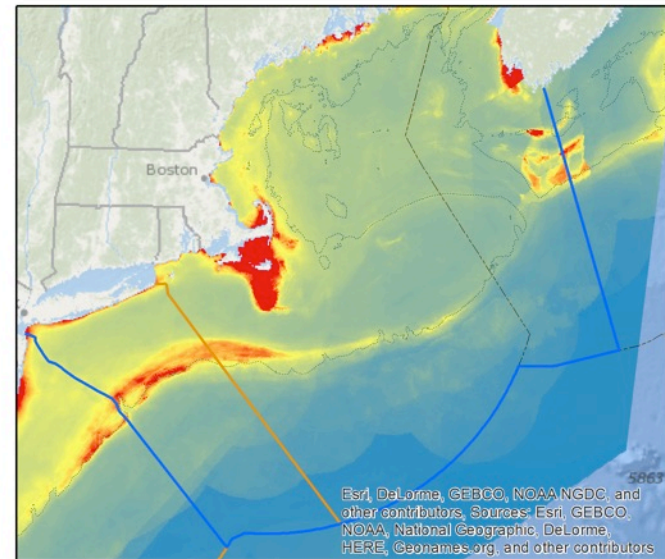 Boston
5863
Esri, DeLorme, GEBCO, NOAA NGDC, and
other contributors, Sources: Esri, GEBCO,
NOAA, National Geographic, DeLorme,
HERE, Geonames.org, and other contributors